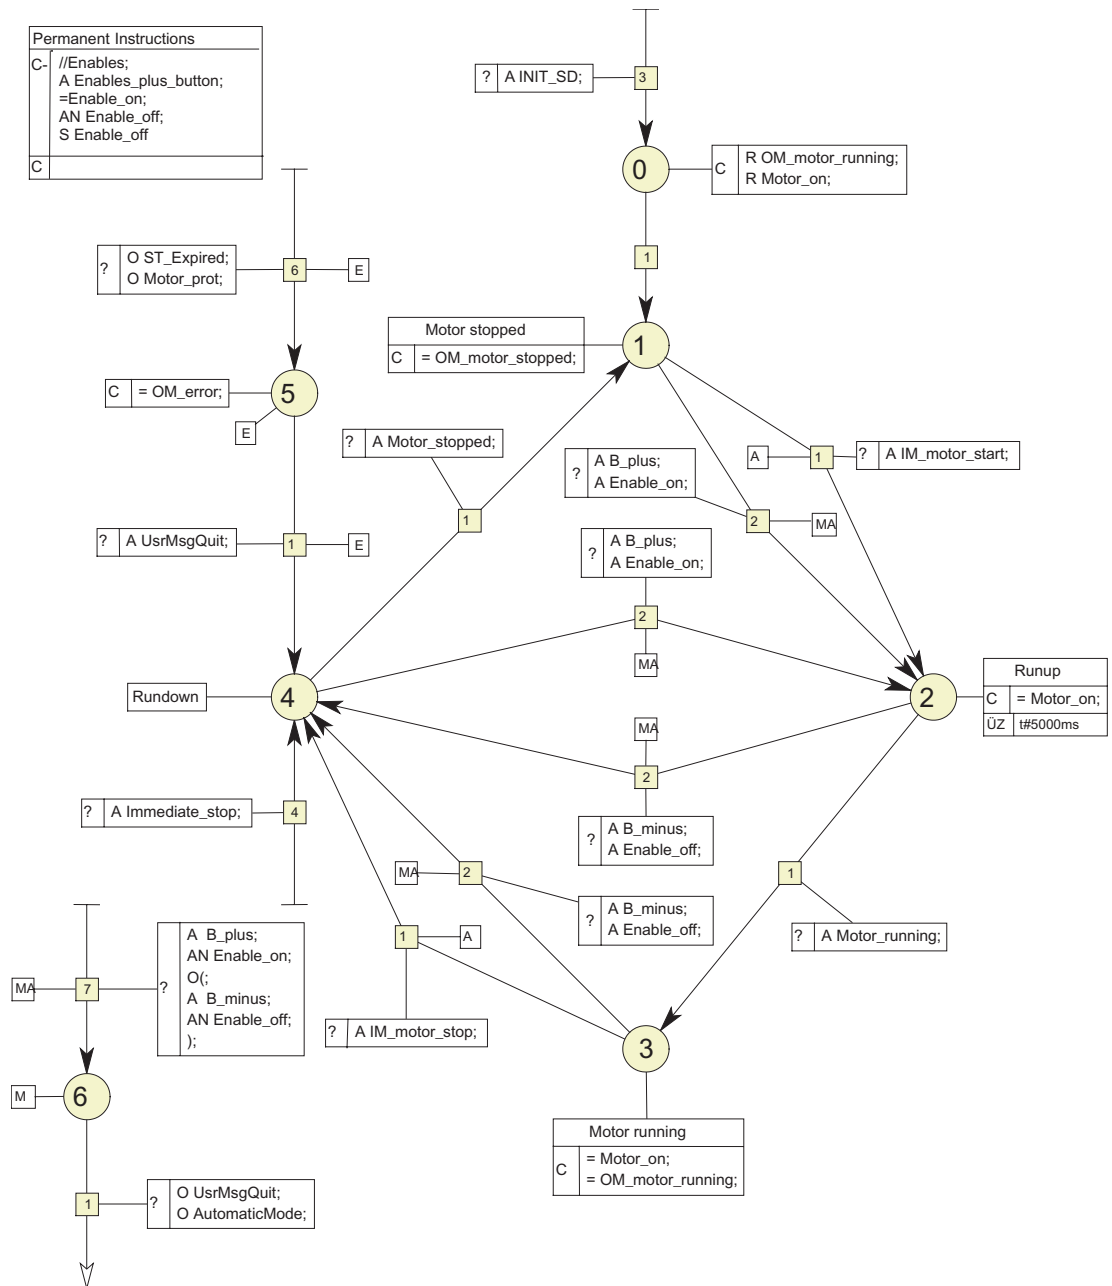 Permanent Instructions
C-
//Enables;
A Enables_plus_button;
=Enable_on;
AN Enable_off;
S Enable_off
C
? A INIT_SD;
3
0
C
R OM_motor_running;
R Motor_on;
1
? O ST_Expired;
O Motor_prot;
6
E
Motor stopped
C = OM_motor_stopped;
1
C = OM_error;
5
E
? A Motor_stopped;
1
? A B_plus;
A Enable_on;
2
MA
A
1
? A IM_motor_start;
? A UsrMsgQuit;
1
E
? A B_plus;
A Enable_on;
2
MA
Rundown
4
2
Runup
C = Motor_on;
ÜZ t#5000ms
MA
2
? A B_minus;
A Enable_off;
? A Immediate_stop;
4
MA
2
? A B_minus;
A Enable_off;
1
? A Motor_running;
1
A
? A IM_motor_stop;
MA
7
?
A B_plus;
AN Enable_on;
O(;
A B_minus;
AN Enable_off;
);
3
M
6
Motor running
C
= Motor_on;
= OM_motor_running;
1
? O UsrMsgQuit;
O AutomaticMode;